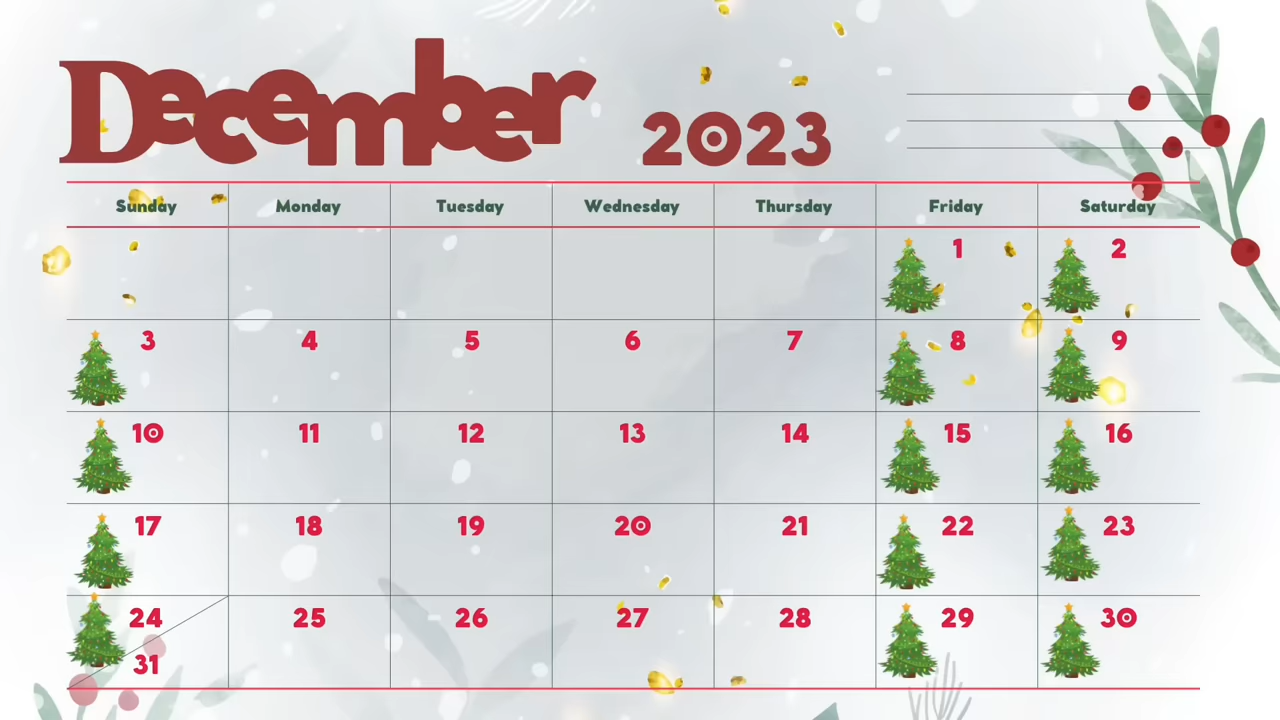 December 2023
Sunday Monday Tuesday Wednesday Thursday Friday Saturday
1 2
3 4 5 6 7 8 9
10 11 12 13 14 15 16
17 18 19 20 21 22 23
24 25 26 27 28 29 30
31